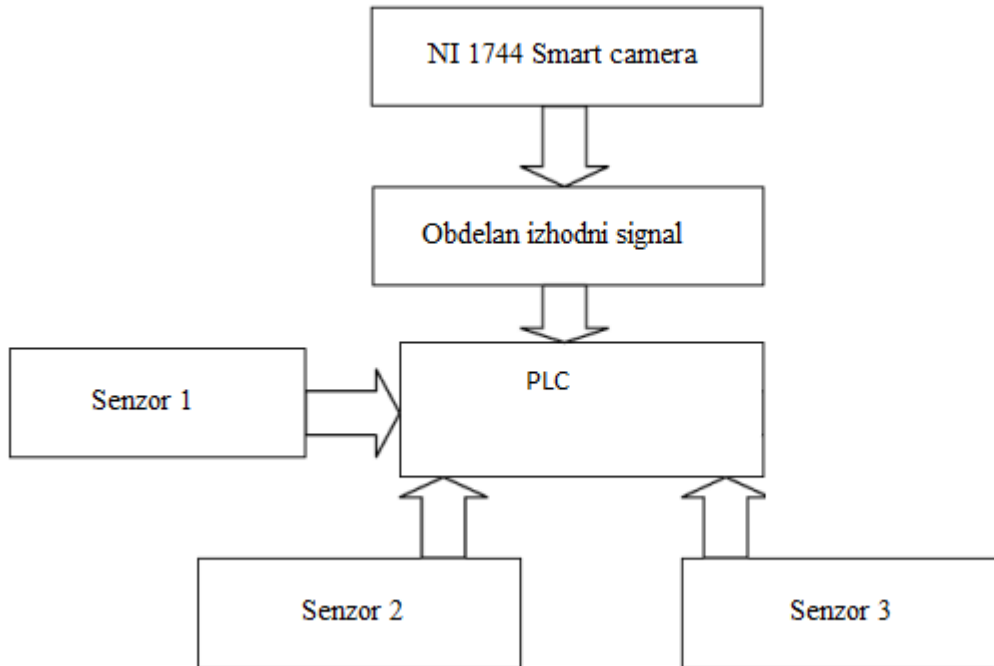 NI 1744 Smart camera
Obdelan izhodni signal
PLC
Senzor 1
Senzor 2
Senzor 3